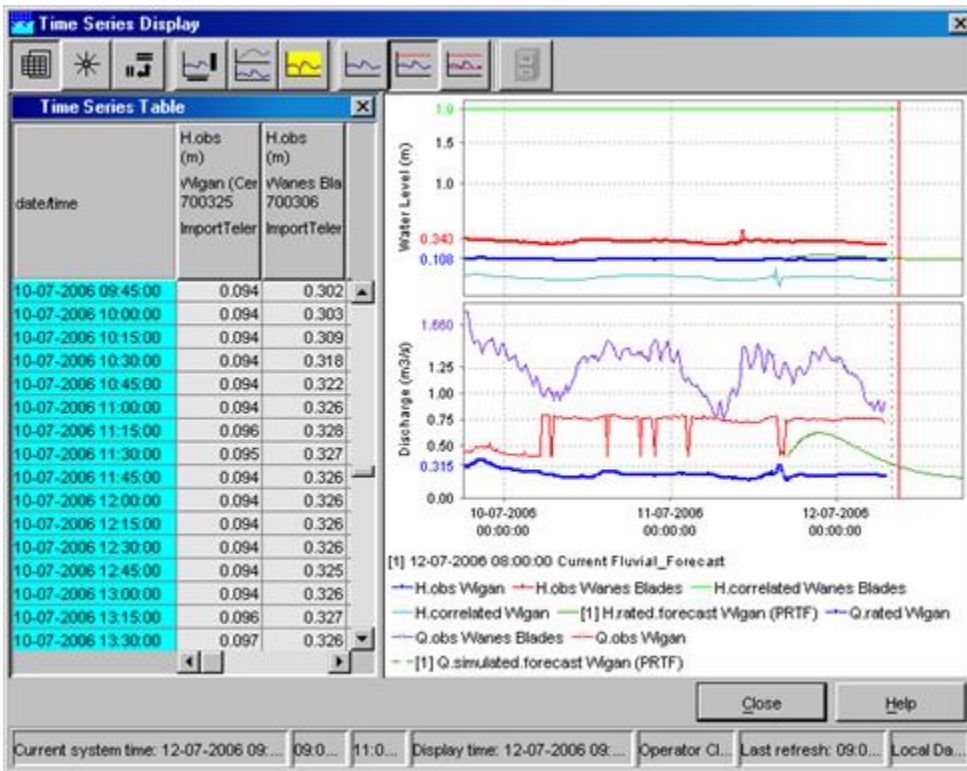 Time Series Display
Time Series Table
date/time
H.obs
(m)
Wigan (Cer
700325
ImportTeler
H.obs
(m)
Wanes Bla
700306
ImportTeler
10-07-2006 09:45:00 0.094 0.302
10-07-2006 10:00:00 0.094 0.303
10-07-2006 10:15:00 0.094 0.309
10-07-2006 10:30:00 0.094 0.318
10-07-2006 10:45:00 0.094 0.322
10-07-2006 11:00:00 0.094 0.326
10-07-2006 11:15:00 0.096 0.328
10-07-2006 11:30:00 0.095 0.327
10-07-2006 11:45:00 0.094 0.326
10-07-2006 12:00:00 0.094 0.326
10-07-2006 12:15:00 0.094 0.326
10-07-2006 12:30:00 0.094 0.326
10-07-2006 12:45:00 0.094 0.325
10-07-2006 13:00:00 0.094 0.326
10-07-2006 13:15:00 0.096 0.327
10-07-2006 13:30:00 0.097 0.326
Water Level (m)
1.9
1.5
1.0
0.343
0.108
Discharge (m3/s)
1.660
1.25
1.00
0.75
0.50
0.315
0.00
10-07-2006 11-07-2006 12-07-2006
00:00:00 00:00:00 00:00:00
[1] 12-07-2006 08:00:00 Current Fluvial_Forecast
H.obs Wigan H.obs Wanes Blades H.correlated Wanes Blades
H.correlated Wigan [1] H.rated.forecast Wigan (PRTF) Q.rated Wigan
Q.obs Wanes Blades Q.obs Wigan
[1] Q.simulated.forecast Wigan (PRTF)
Close Help
Current system time: 12-07-2006 09:... 09:0... 11:0... Display time: 12-07-2006 09:... Operator Cl... Last refresh: 09:0... Local Da...